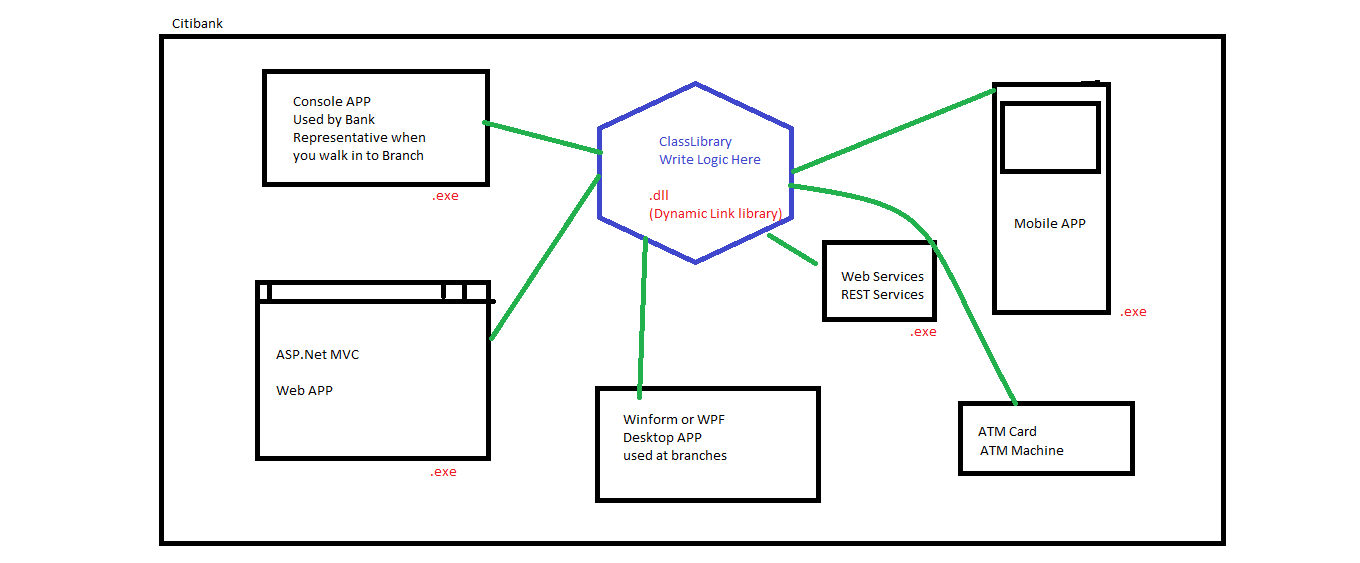 Citibank
Console APP
Used by Bank
Representative when
you walk in to Branch
.exe
ClassLibrary
Write Logic Here
.dll
(Dynamic Link library)
Mobile APP
.exe
Web Services
REST Services
.exe
ASP.Net MVC
Web APP
.exe
Winform or WPF
Desktop APP
used at branches
ATM Card
ATM Machine